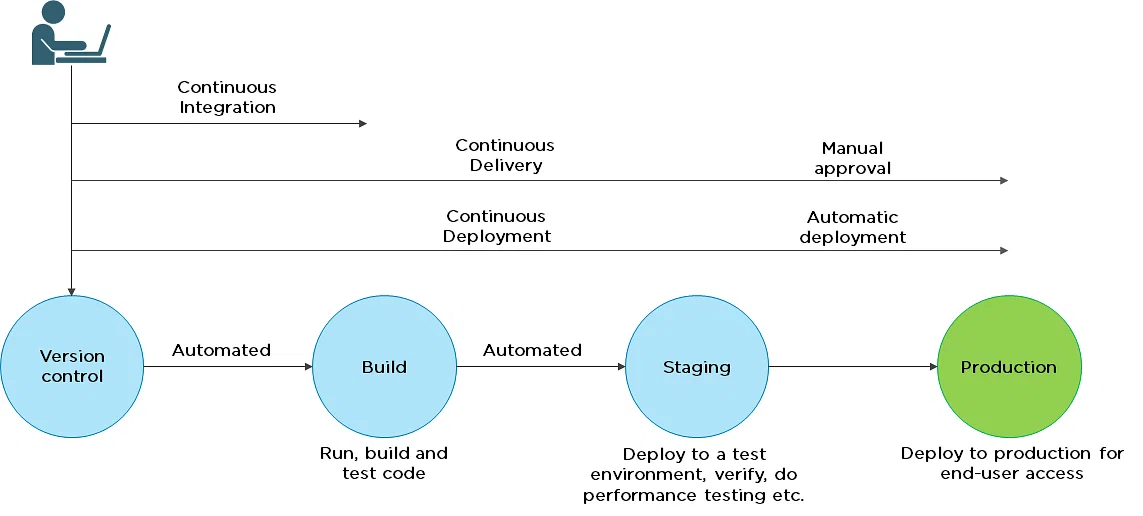 Continuous
Integration
Continuous
Delivery
Manual
approval
Continuous
Deployment
Automatic
deployment
Version
control
Automated
Build
Automated
Staging
Production
Run, build and
test code
Deploy to a test
environment, verify, do
performance testing etc.
Deploy to production for
end-user access